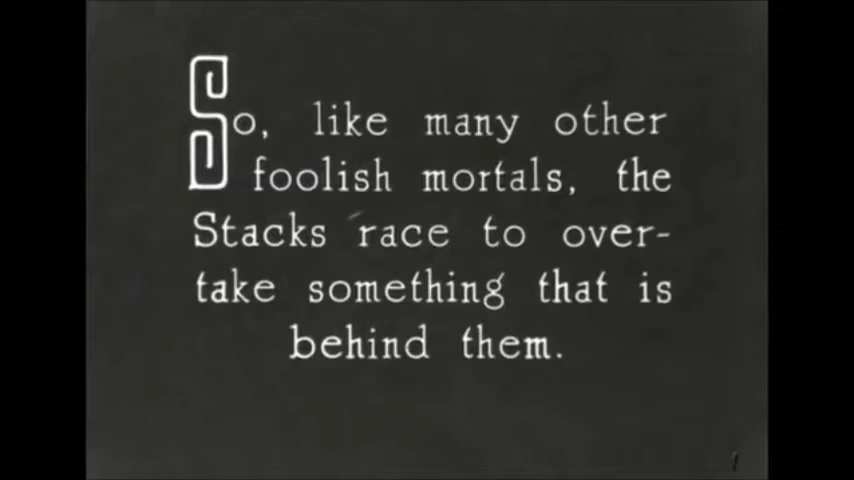 So, like many other
foolish mortals, the
Stacks race to over-
take something that is
behind them.